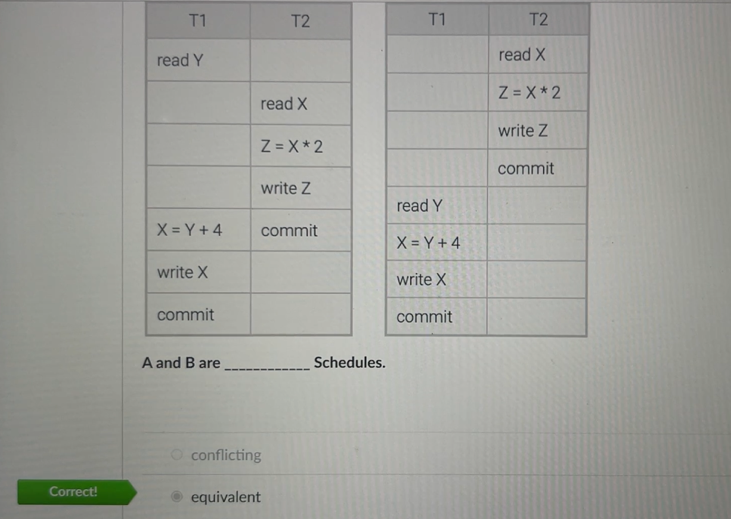 T1 T2
read Y
read X
Z = X * 2
write Z
X = Y + 4 commit
write X
commit
T1 T2
read X
Z = X * 2
write Z
commit
read Y
X = Y + 4
write X
commit
A and B are ____________ Schedules.
conflicting
Correct!
equivalent